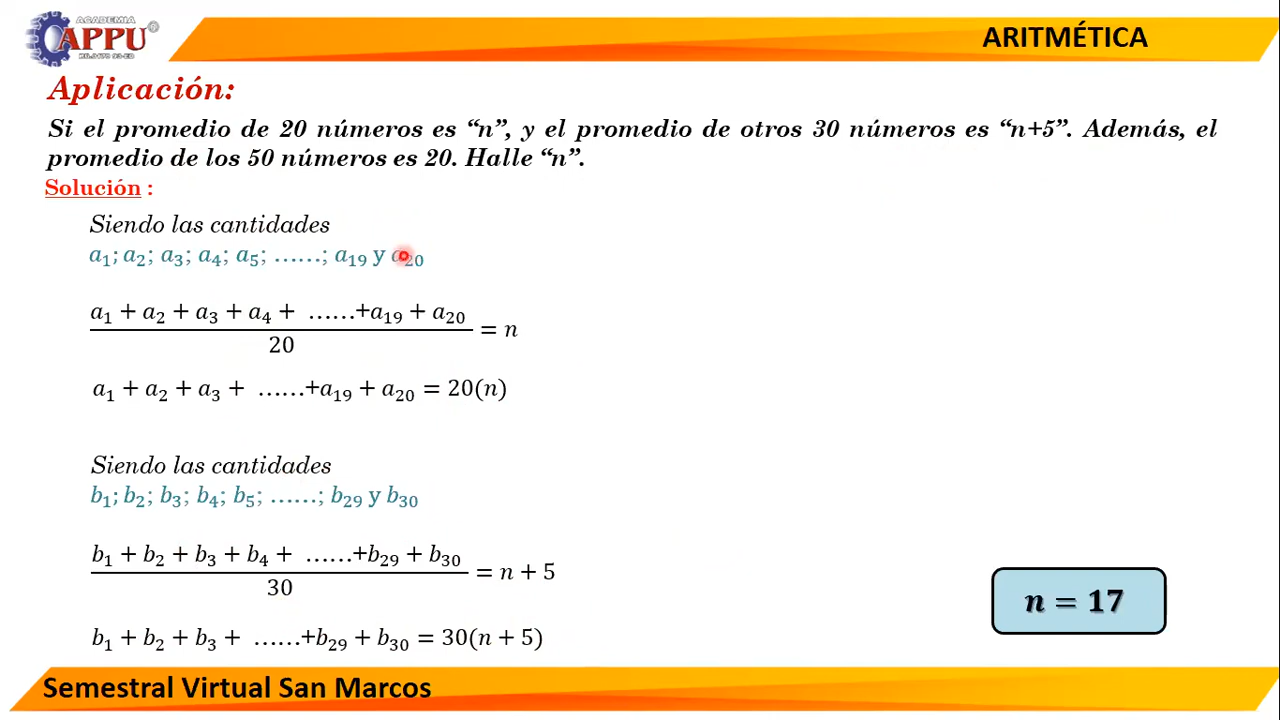 ACADEMIA
APPU
ARITMÉTICA
Aplicación:
Si el promedio de 20 números es “n”, y el promedio de otros 30 números es “n+5”. Además, el
promedio de los 50 números es 20. Halle “n”.
Solución :
Siendo las cantidades
a₁; a₂; a₃; a₄; a₅; ……; a₁₉ y a₂₀
a₁ + a₂ + a₃ + a₄ + ……+a₁₉ + a₂₀
= n
20
a₁ + a₂ + a₃ + ……+a₁₉ + a₂₀ = 20(n)
Siendo las cantidades
b₁; b₂; b₃; b₄; b₅; ……; b₂₉ y b₃₀
b₁ + b₂ + b₃ + b₄ + ……+b₂₉ + b₃₀
= n + 5
30
n = 17
b₁ + b₂ + b₃ + ……+b₂₉ + b₃₀ = 30(n + 5)
Semestral Virtual San Marcos